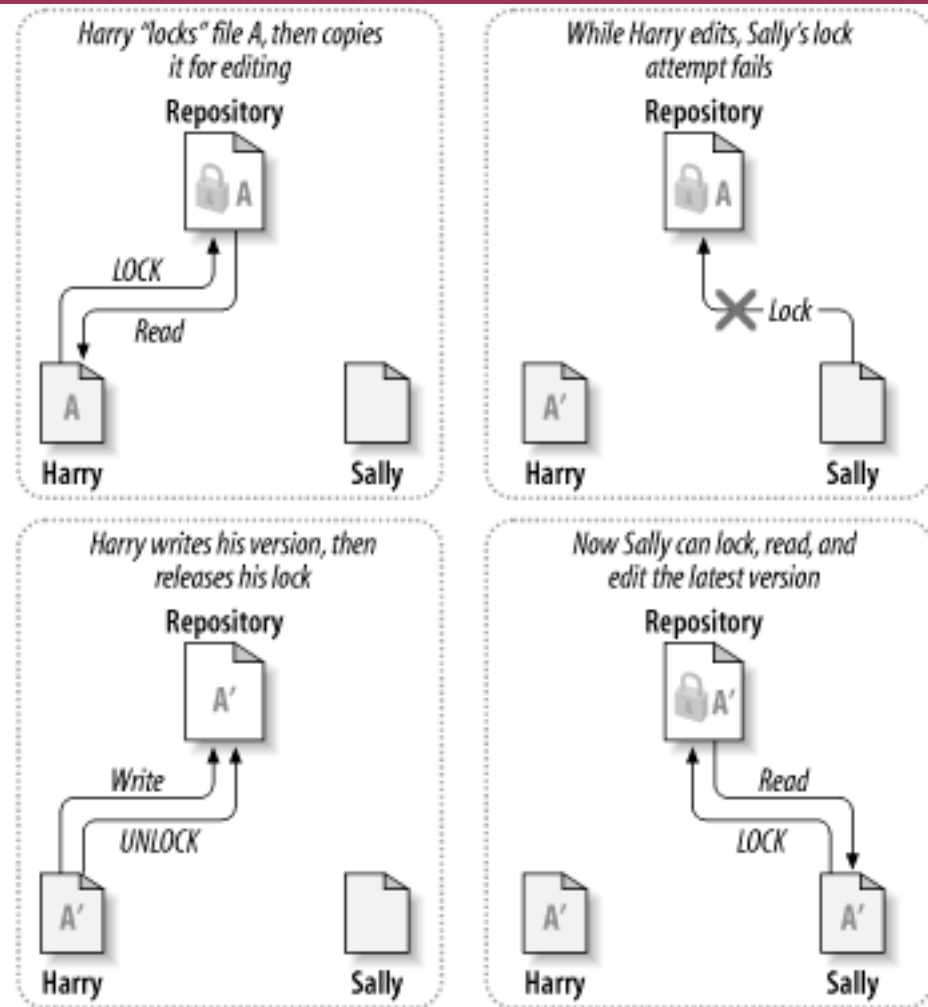 Harry “locks” file A, then copies
it for editing
Repository
A
LOCK
Read
A
Harry
Sally
While Harry edits, Sally’s lock
attempt fails
Repository
A
Lock
A′
Harry
Sally
Harry writes his version, then
releases his lock
Repository
A′
Write
UNLOCK
A′
Harry
Sally
Now Sally can lock, read, and
edit the latest version
Repository
A′
Read
LOCK
A′
Harry
A′
Sally